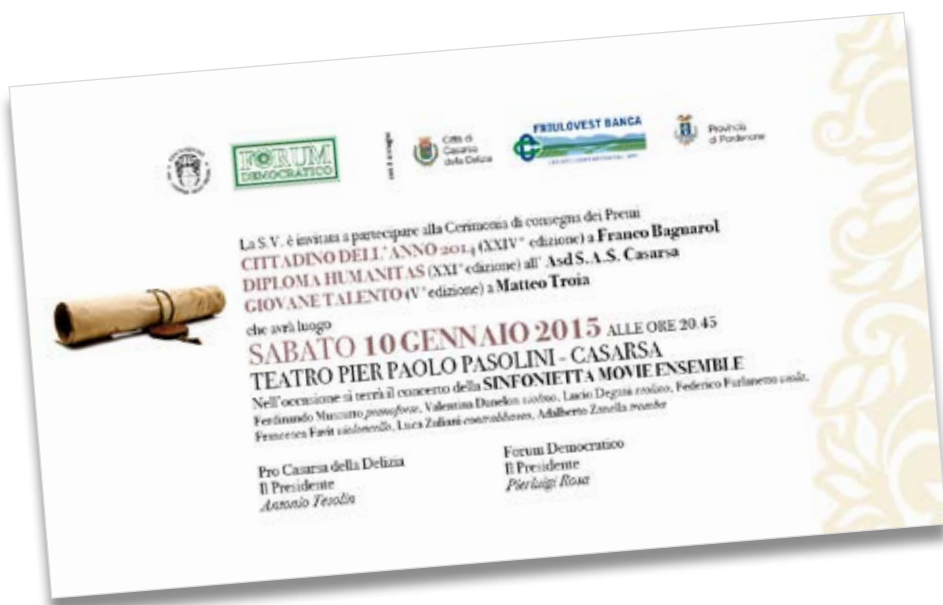 FORUM
DEMOCRATICO
Città di
Casarsa
della Delizia
FRIULOVEST BANCA
Provincia
di Pordenone
La S.V. è invitata a partecipare alla Cerimonia di consegna dei Premi
CITTADINO DELL'ANNO 2014 (XXIV° edizione) a Franco Bagnarol
DIPLOMA HUMANITAS (XXI° edizione) all' Asd S.A.S. Casarsa
GIOVANE TALENTO (V° edizione) a Matteo Troia
che avrà luogo
SABATO 10 GENNAIO 2015 ALLE ORE 20.45
TEATRO PIER PAOLO PASOLINI - CASARSA
Nell'occasione si terrà il concerto della SINFONIETTA MOVIE ENSEMBLE
Ferdinando Mussutto pianoforte, Valentina Danelon violino, Lucio Degani violino, Federico Furlanetto viola,
Francesca Favit violoncello, Luca Zuliani contrabbasso, Adalberto Zanella tromba
Pro Casarsa della Delizia
Il Presidente
Antonio Tesolin
Forum Democratico
Il Presidente
Pierluigi Rosa